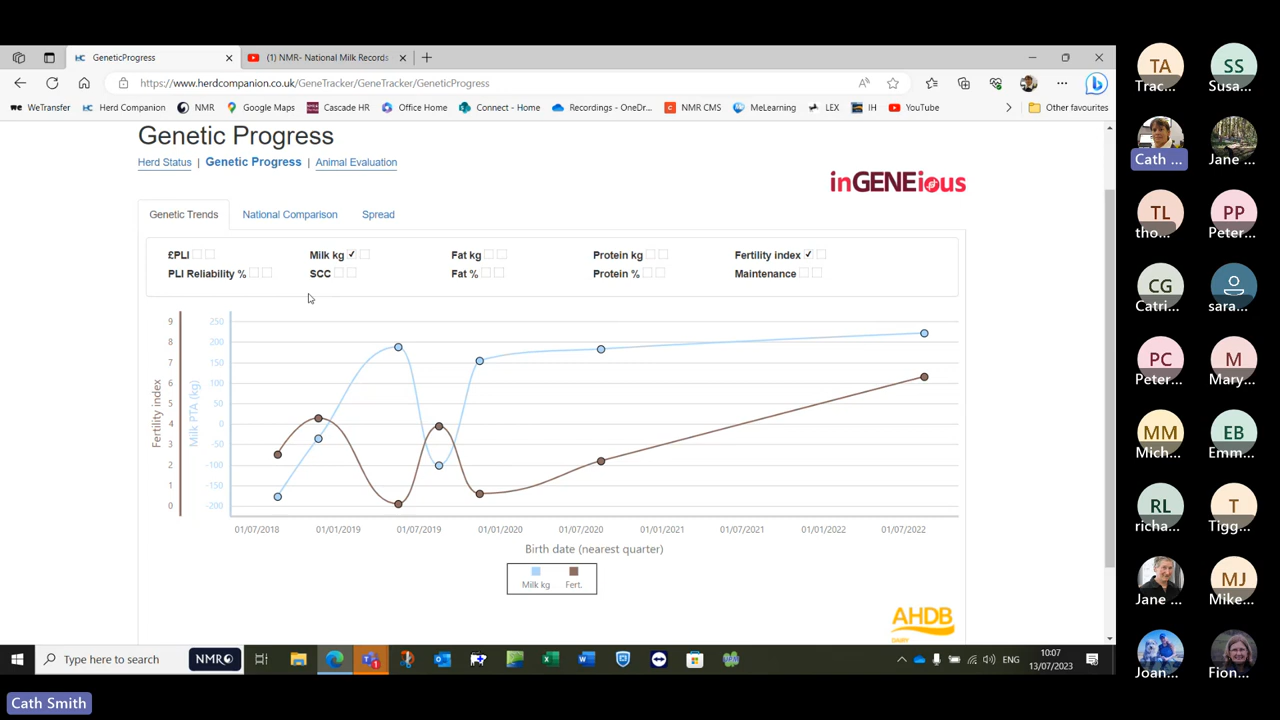 GeneticProgress
(1) NMR- National Milk Records
https://www.herdcompanion.co.uk/GeneTracker/GeneTracker/GeneticProgress
WeTransfer HC Herd Companion NMR Google Maps Cascade HR Office Home Connect - Home Recordings - OneDr... NMR CMS MeLearning LEX IH YouTube Other favourites
Genetic Progress
Herd Status | Genetic Progress | Animal Evaluation
inGENEious
Genetic Trends National Comparison Spread
£PLI Milk kg Fat kg Protein kg Fertility index
PLI Reliability % SCC Fat % Protein % Maintenance
9 250
8 200
7 150
6 100
5 50
4 0
3 -50
2 -100
1 -150
0 -200
Fertility index
Milk PTA (kg)
01/07/2018 01/01/2019 01/07/2019 01/01/2020 01/07/2020 01/01/2021 01/07/2021 01/01/2022 01/07/2022
Birth date (nearest quarter)
Milk kg Fert.
AHDB
DAIRY
Type here to search
NMR
ENG
10:07
13/07/2023
Cath Smith
TA SS
Trac... Susa...
Cath ... Jane ...
TL PP
tho... Peter...
CG
Catri... sara...
PC M
Peter... Mary...
MM EB
Mich... Emm...
RL T
richa... Tigg...
MJ
Jane ... Mike...
Joan... Fion...